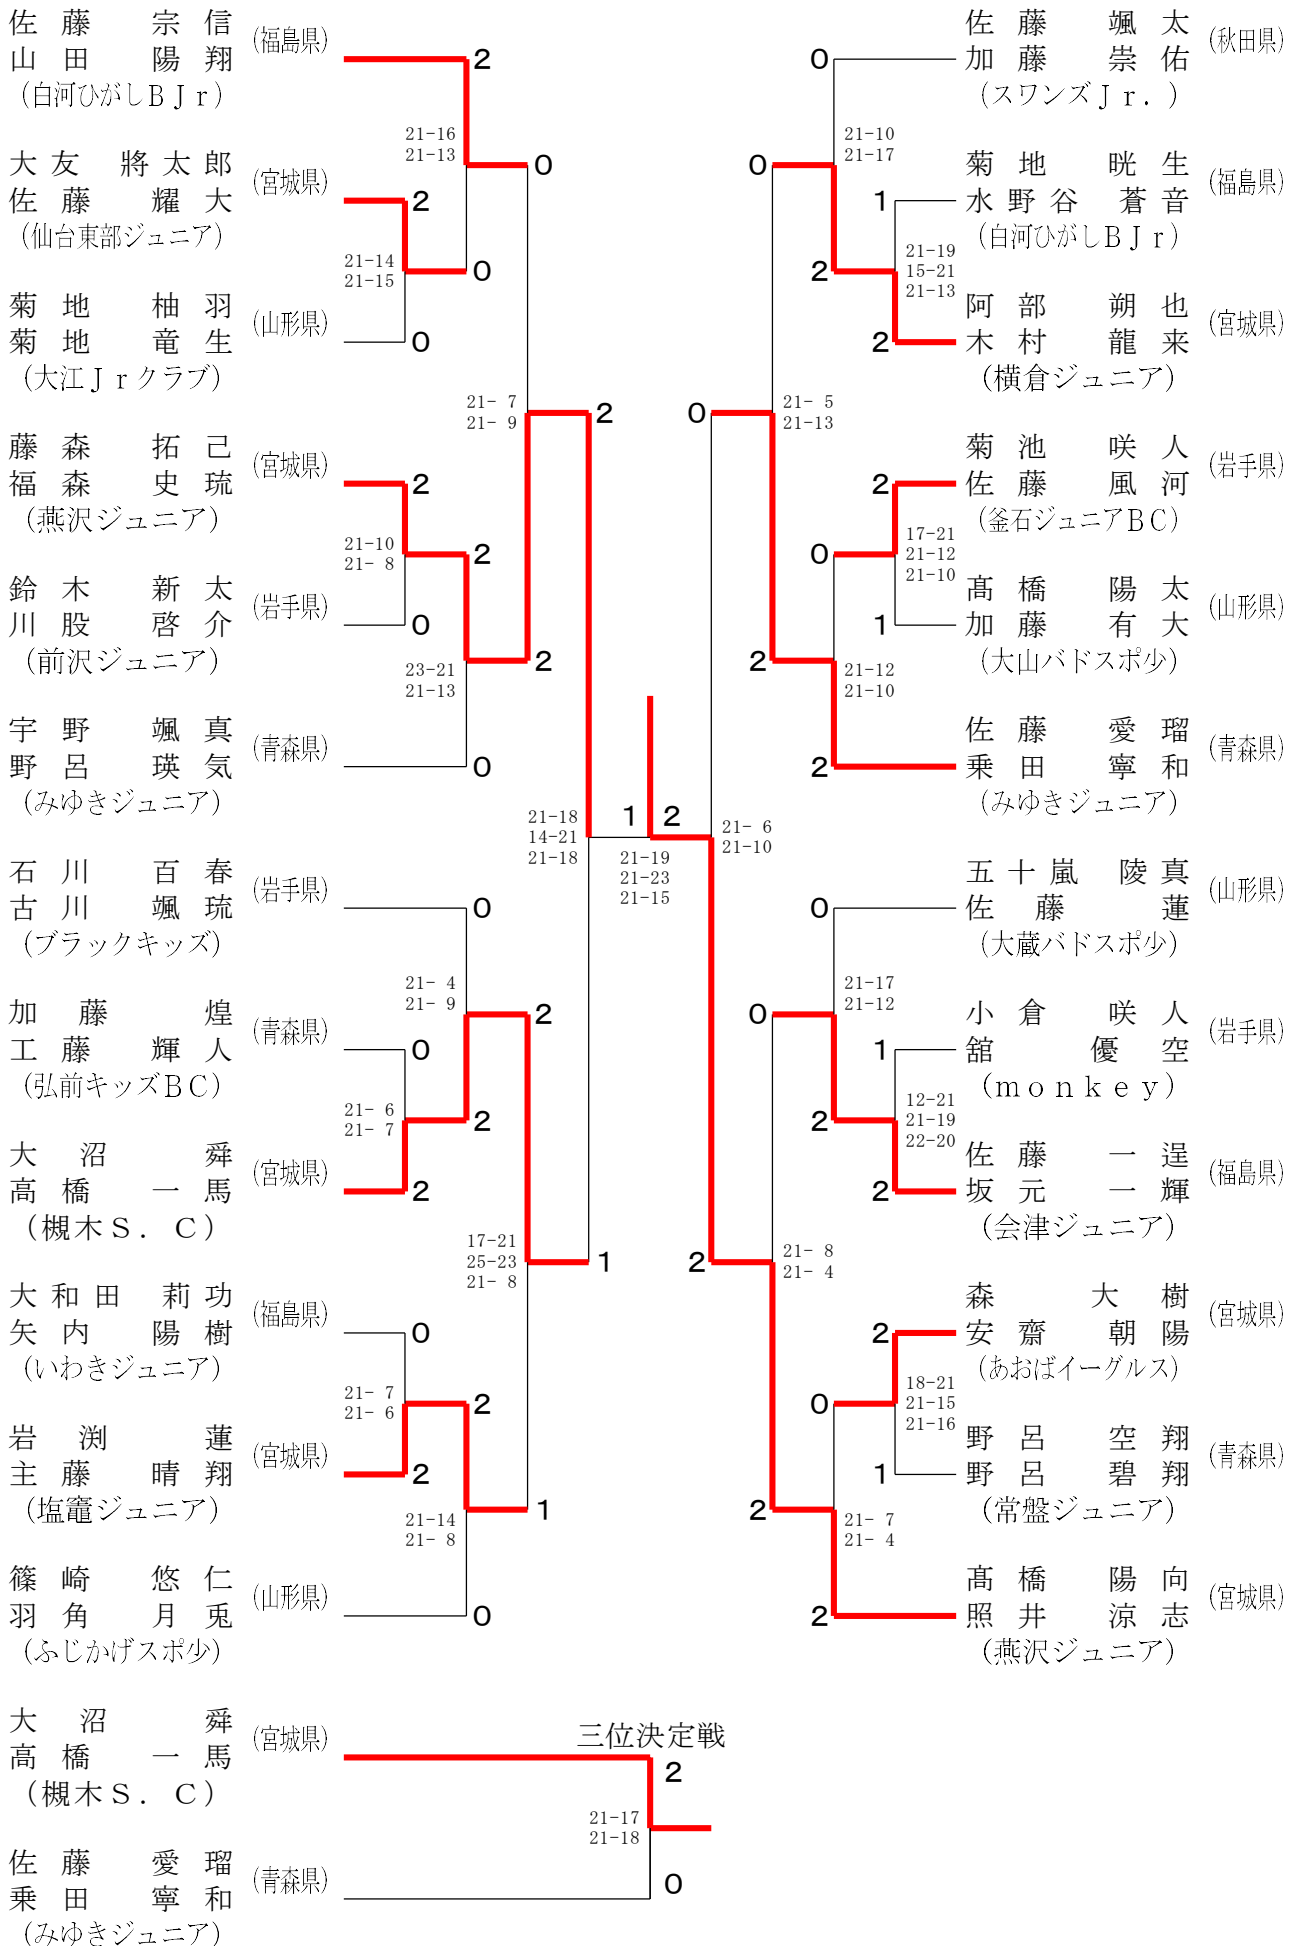 佐藤 宗信
山田 陽翔
(福島県)
(白河ひがしＢＪｒ)
大友 將太郎
佐藤 耀大
(宮城県)
(仙台東部ジュニア)
菊地 柚羽
菊地 竜生
(山形県)
(大江Ｊｒクラブ)
藤森 拓己
福森 史琉
(宮城県)
(燕沢ジュニア)
鈴木 新太
川股 啓介
(岩手県)
(前沢ジュニア)
宇野 颯真
野呂 瑛気
(青森県)
(みゆきジュニア)
石川 百春
古川 颯琉
(岩手県)
(ブラックキッズ)
加藤 煌
工藤 輝人
(青森県)
(弘前キッズＢＣ)
大沼 舜
高橋 一馬
(宮城県)
(槻木Ｓ．Ｃ)
大和田 莉功
矢内 陽樹
(福島県)
(いわきジュニア)
岩渕 蓮
主藤 晴翔
(宮城県)
(塩竈ジュニア)
篠崎 悠仁
羽角 月兎
(山形県)
(ふじかげスポ少)
2
21-16
21-13
0
2
21-14
21-15
0
0
21- 7
21- 9
2
2
21-10
21- 8
2
0
23-21
21-13
2
0
21-18
14-21
21-18
1
2
21-19
21-23
21-15
0
21- 4
21- 9
2
0
21- 6
21- 7
2
2
17-21
25-23
21- 8
1
0
21- 7
21- 6
2
2
21-14
21- 8
1
0
佐藤 颯太
加藤 崇佑
(秋田県)
(スワンズＪｒ．)
菊地 晄生
水野谷 蒼音
(福島県)
(白河ひがしＢＪｒ)
阿部 朔也
木村 龍来
(宮城県)
(横倉ジュニア)
菊池 咲人
佐藤 風河
(岩手県)
(釜石ジュニアＢＣ)
髙橋 陽太
加藤 有大
(山形県)
(大山バドスポ少)
佐藤 愛瑠
乗田 寧和
(青森県)
(みゆきジュニア)
五十嵐 陵真
佐藤 蓮
(山形県)
(大蔵バドスポ少)
小倉 咲人
舘 優空
(岩手県)
(ｍｏｎｋｅｙ)
佐藤 一逞
坂元 一輝
(福島県)
(会津ジュニア)
森 大樹
安齋 朝陽
(宮城県)
(あおばイーグルス)
野呂 空翔
野呂 碧翔
(青森県)
(常盤ジュニア)
髙橋 陽向
照井 涼志
(宮城県)
(燕沢ジュニア)
0
21-10
21-17
0
1
21-19
15-21
21-13
2
2
0
21- 5
21-13
2
17-21
21-12
21-10
0
1
2
21-12
21-10
2
21- 6
21-10
0
21-17
21-12
0
1
12-21
21-19
22-20
2
2
2
21- 8
21- 4
2
18-21
21-15
21-16
0
1
2
21- 7
21- 4
2
大沼 舜
高橋 一馬
(宮城県)
(槻木Ｓ．Ｃ)
三位決定戦
2
21-17
21-18
0
佐藤 愛瑠
乗田 寧和
(青森県)
(みゆきジュニア)